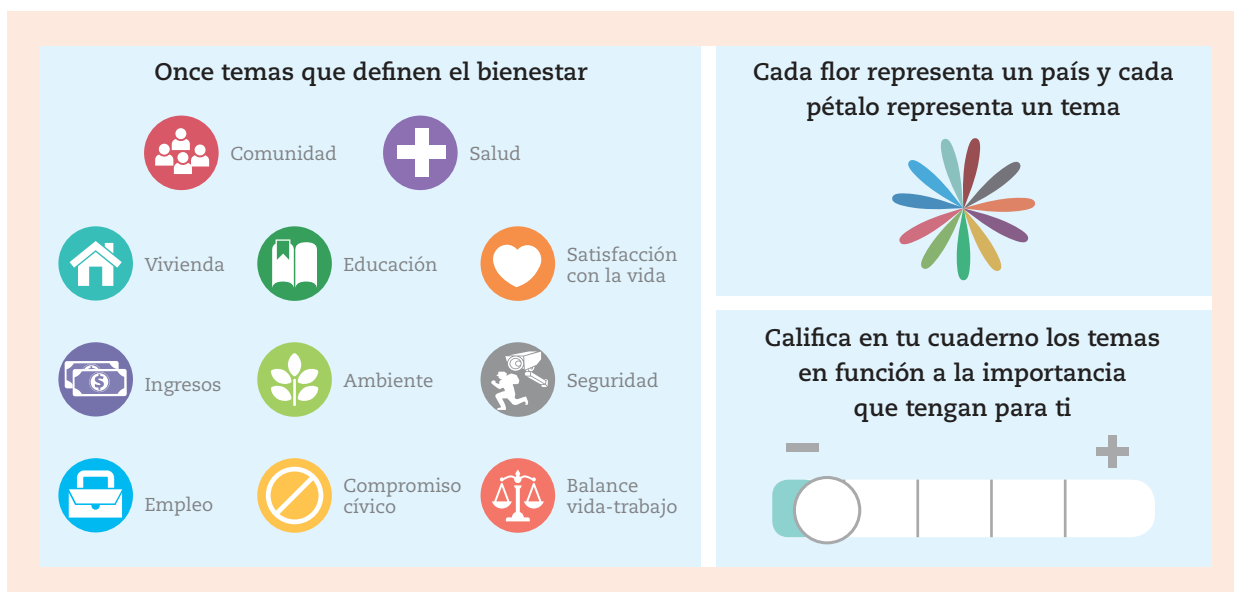 Once temas que definen el bienestar
Comunidad
Salud
Vivienda
Educación
Satisfacción
con la vida
Ingresos
Ambiente
Seguridad
Empleo
Compromiso
cívico
Balance
vida-trabajo
Cada flor representa un país y cada
pétalo representa un tema
Califica en tu cuaderno los temas
en función a la importancia
que tengan para ti